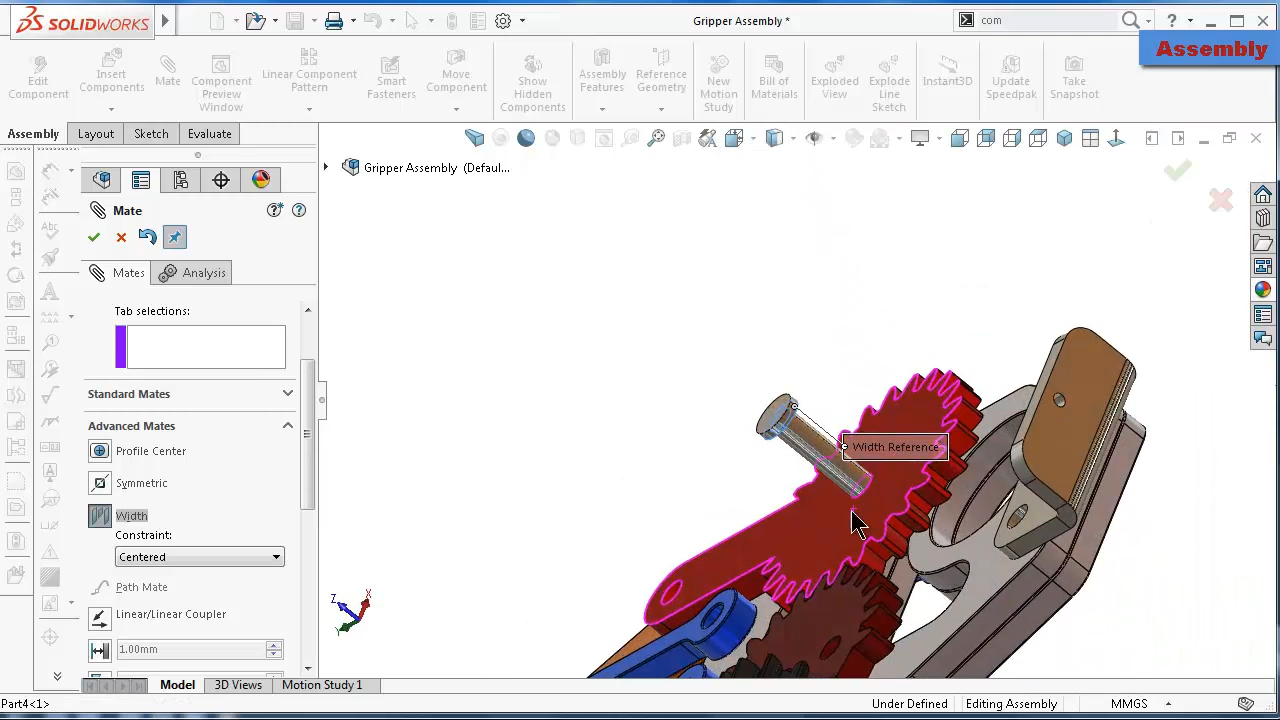 SOLIDWORKS
Gripper Assembly *
com
Assembly
Edit Component
Insert Components
Mate
Component Preview Window
Linear Component Pattern
Smart Fasteners
Move Component
Show Hidden Components
Assembly Features
Reference Geometry
New Motion Study
Bill of Materials
Exploded View
Explode Line Sketch
Instant3D
Update Speedpak
Take Snapshot
Assembly Layout Sketch Evaluate
Gripper Assembly (Defaul...
Mate
Mates Analysis
Tab selections:
Standard Mates
Advanced Mates
Profile Center
Symmetric
Width
Constraint:
Centered
Path Mate
Linear/Linear Coupler
1.00mm
Width Reference
Z X Y
Model 3D Views Motion Study 1
Part4<1> Under Defined Editing Assembly MMGS